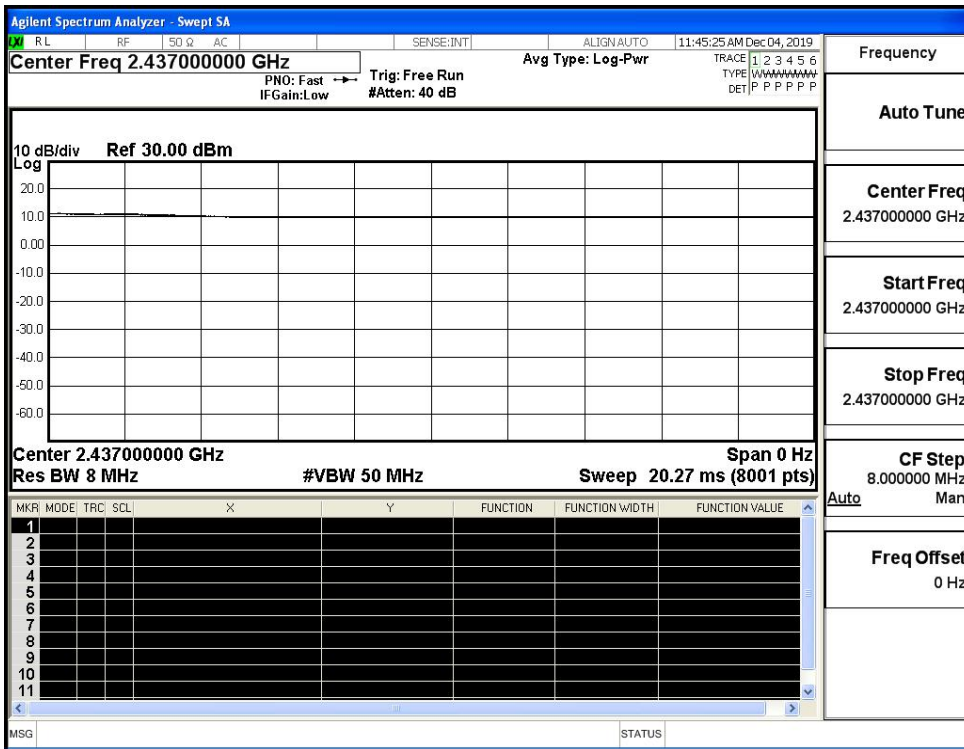 Agilent Spectrum Analyzer - Swept SA
LXI RL RF 50 Ω AC SENSE:INT ALIGN AUTO 11:45:25 AM Dec 04, 2019
Center Freq 2.437000000 GHz
PNO: Fast
IFGain:Low
Trig: Free Run
#Atten: 40 dB
Avg Type: Log-Pwr
TRACE 1 2 3 4 5 6
TYPE WWWWWW
DET P P P P P P
10 dB/div Ref 30.00 dBm
Log
20.0
10.0
0.00
-10.0
-20.0
-30.0
-40.0
-50.0
-60.0
Center 2.437000000 GHz Span 0 Hz
Res BW 8 MHz #VBW 50 MHz Sweep 20.27 ms (8001 pts)
MKR MODE TRC SCL X Y FUNCTION FUNCTION WIDTH FUNCTION VALUE
1
2
3
4
5
6
7
8
9
10
11
MSG STATUS
Frequency
Auto Tune
Center Freq
2.437000000 GHz
Start Freq
2.437000000 GHz
Stop Freq
2.437000000 GHz
CF Step
8.000000 MHz
Auto Man
Freq Offset
0 Hz